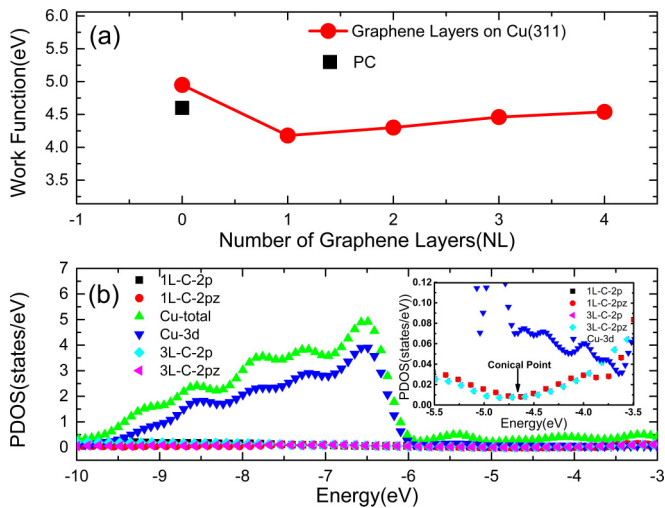 (a)
Graphene Layers on Cu(311)
PC
Work Function(eV)
6.0
5.5
5.0
4.5
4.0
3.5
-1
0
1
2
3
4
Number of Graphene Layers(NL)
(b)
1L-C-2p
1L-C-2pz
Cu-total
Cu-3d
3L-C-2p
3L-C-2pz
PDOS(states/eV)
7
6
5
4
3
2
1
0
-10
-9
-8
-7
-6
-5
-4
-3
Energy(eV)
PDOS(states/eV)
0.12
0.10
0.08
0.06
0.04
0.02
0.00
1L-C-2p
1L-C-2pz
3L-C-2p
3L-C-2pz
Cu-3d
Conical Point
-5.5
-5.0
-4.5
-4.0
-3.5
Energy(eV)